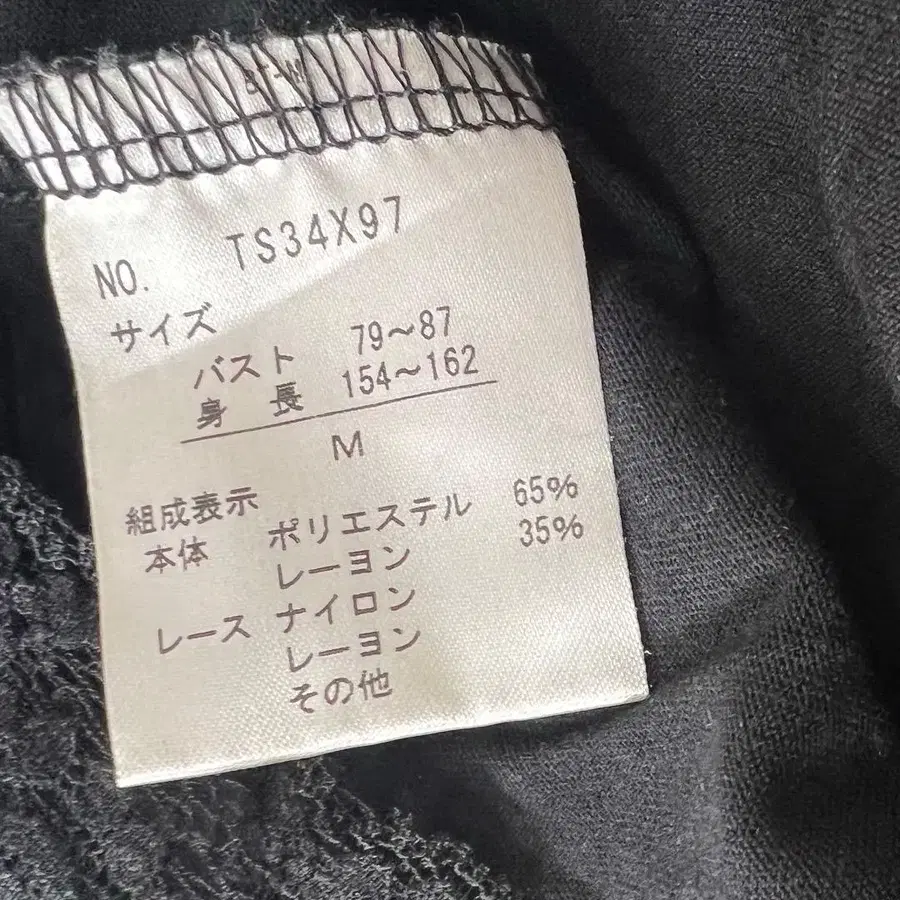 NO. TS34X97
サイズ
バスト 79～87
身 長 154～162
M
組成表示
本体 ポリエステル 65%
レーヨン 35%
レース ナイロン
レーヨン
その他